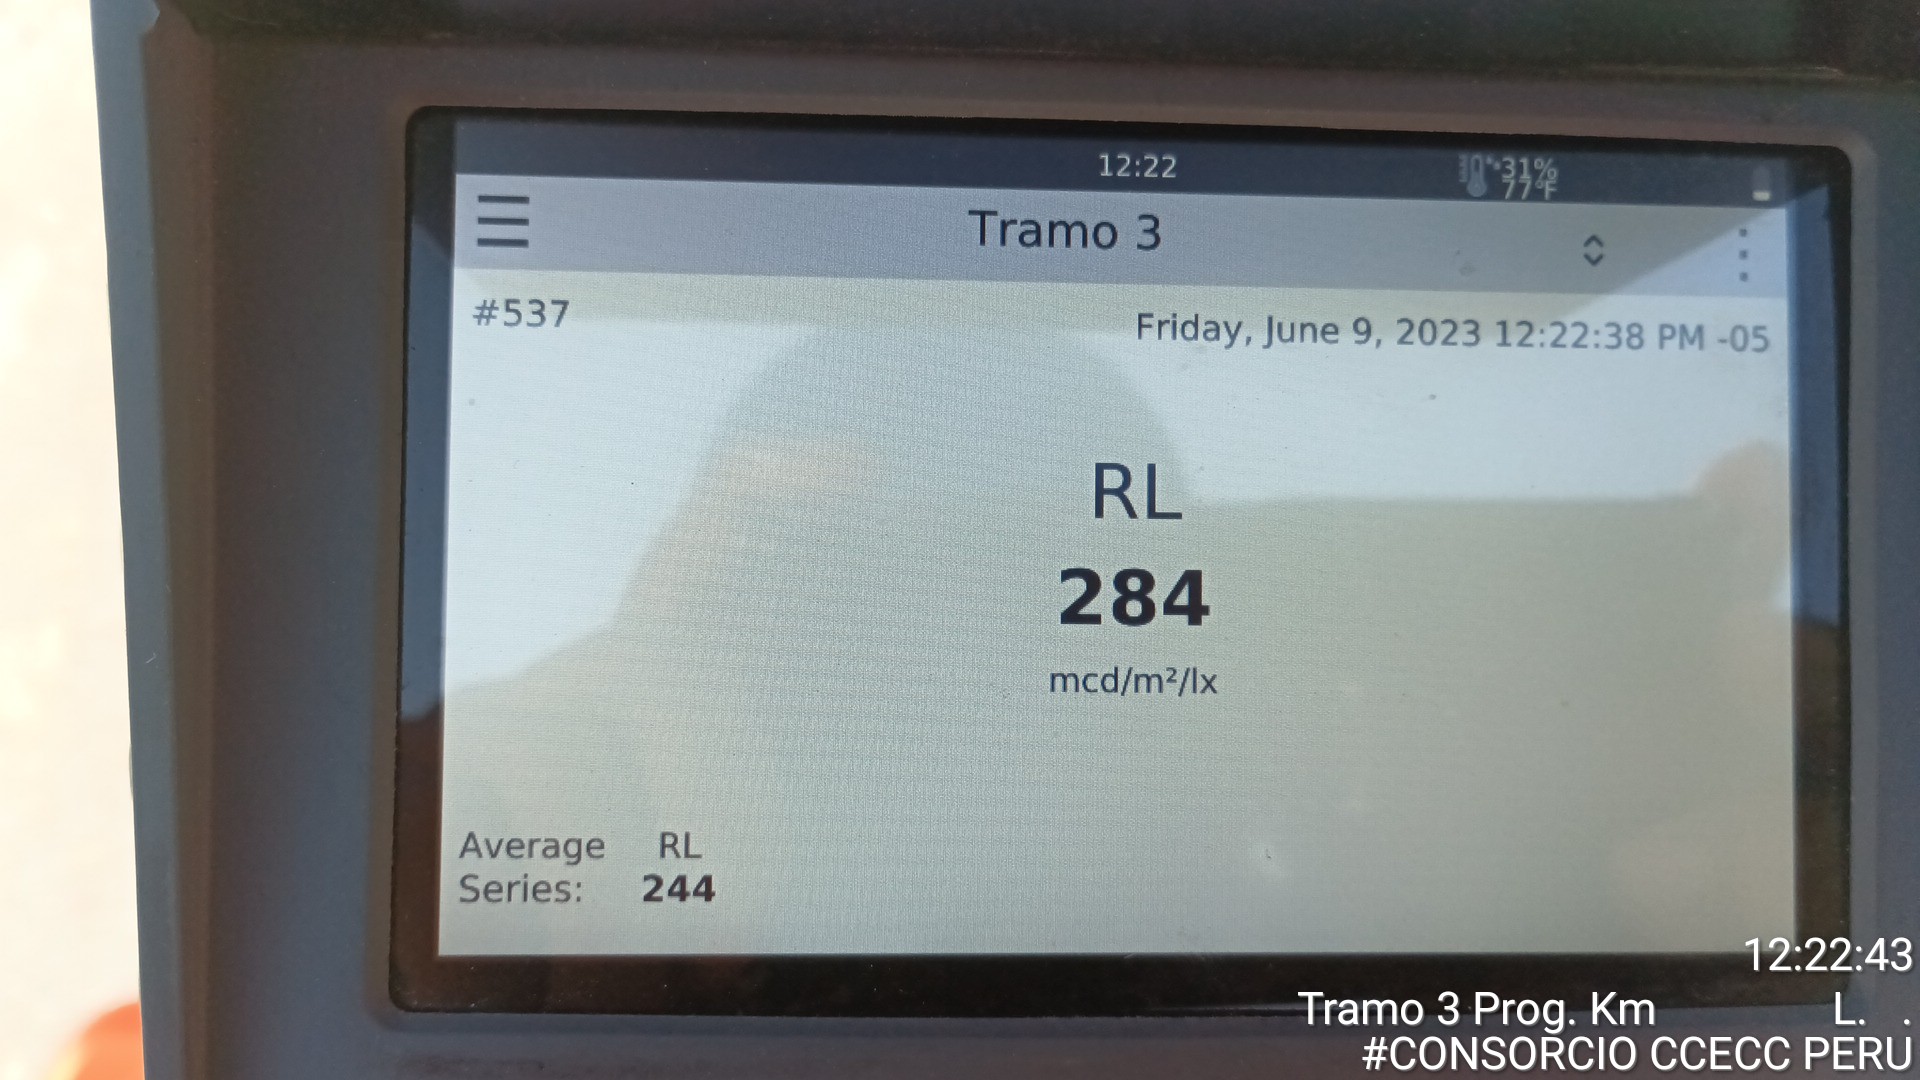 12:22
31%
77°F
Tramo 3
#537
Friday, June 9, 2023 12:22:38 PM -05
RL
284
mcd/m²/lx
Average RL
Series: 244
12:22:43
Tramo 3 Prog. Km L. .
#CONSORCIO CCECC PERU